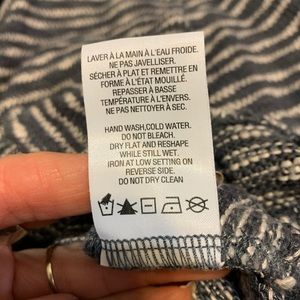 LAVER À LA MAIN À L'EAU FROIDE.
NE PAS JAVELLISER.
SÉCHER À PLAT ET REMETTRE EN
FORME À L'ÉTAT MOUILLÉ.
REPASSER À BASSE
TEMPÉRATURE À L'ENVERS.
NE PAS NETTOYER À SEC.
HAND WASH,COLD WATER.
DO NOT BLEACH.
DRY FLAT AND RESHAPE
WHILE STILL WET.
IRON AT LOW SETTING ON
REVERSE SIDE.
DO NOT DRY CLEAN